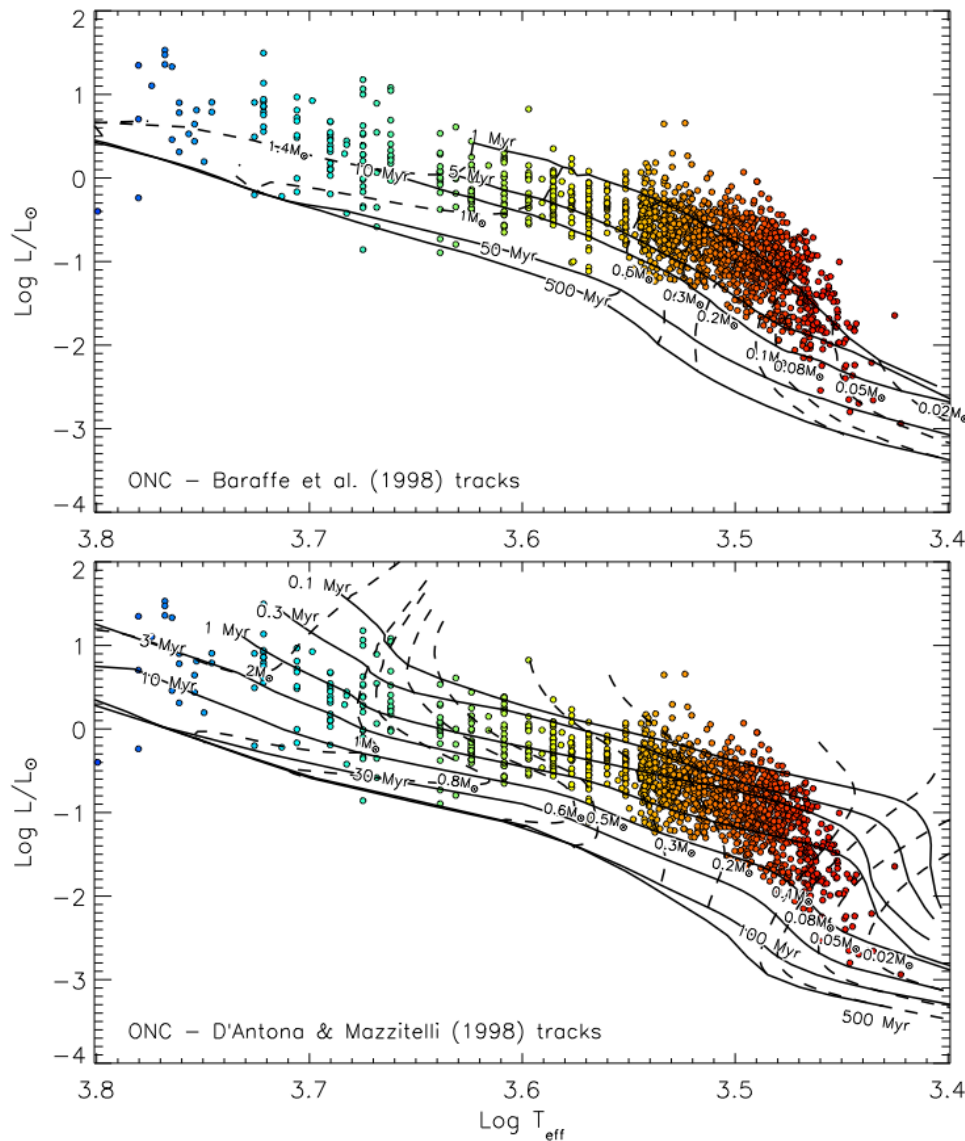 2
1
0
−1
−2
−3
−4
Log L/L⊙
1 Myr
1.4M⊙
10 Myr
5 Myr
1M⊙
50 Myr
500 Myr
0.6M⊙
0.3M⊙
0.2M⊙
0.1M⊙
0.08M⊙
0.05M⊙
0.02M⊙
ONC − Baraffe et al. (1998) tracks
3.8 3.7 3.6 3.5 3.4
2
1
0
−1
−2
−3
−4
Log L/L⊙
0.1 Myr
0.3 Myr
1 Myr
3 Myr
2M⊙
10 Myr
1M⊙
30 Myr
0.8M⊙
0.6M⊙
0.5M⊙
0.3M⊙
0.2M⊙
0.1M⊙
0.08M⊙
100 Myr
0.05M⊙
0.02M⊙
500 Myr
ONC − D'Antona & Mazzitelli (1998) tracks
3.8 3.7 3.6 3.5 3.4
Log T eff